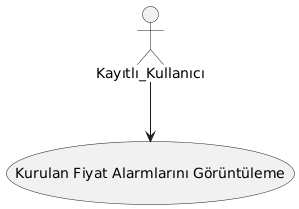 Kayıtlı_Kullanıcı
Kurulan Fiyat Alarmlarını Görüntüleme